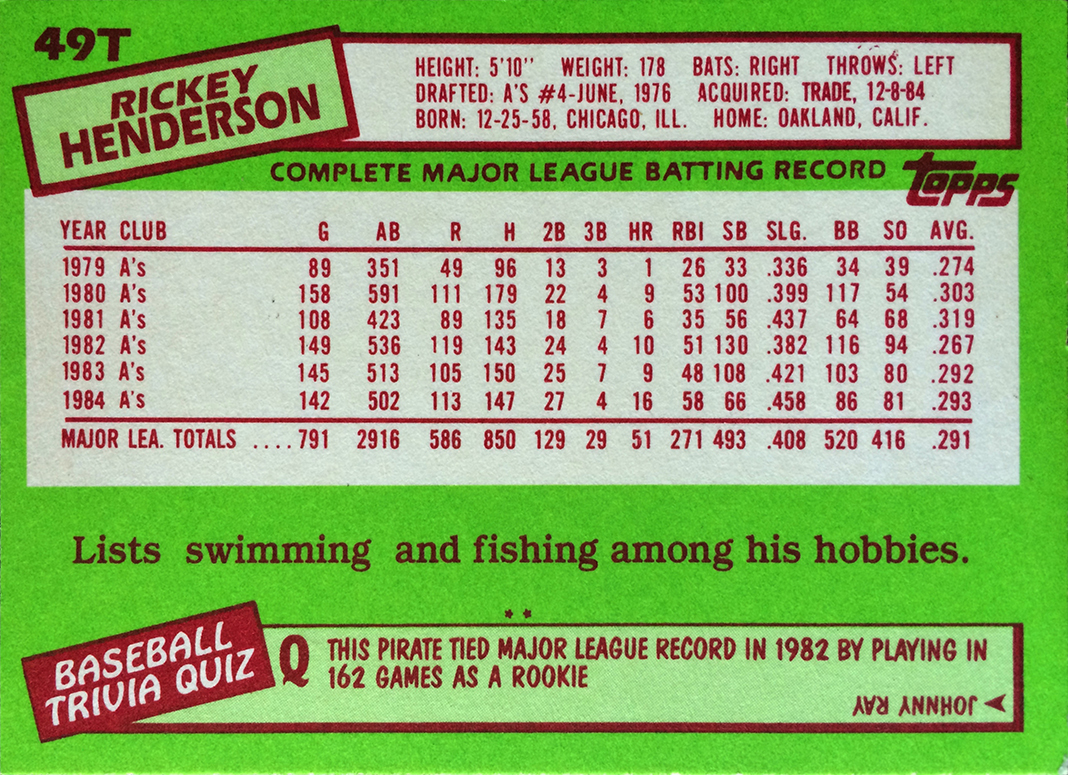 49T
RICKEY
HENDERSON
HEIGHT: 5'10" WEIGHT: 178 BATS: RIGHT THROWS: LEFT
DRAFTED: A'S #4-JUNE, 1976 ACQUIRED: TRADE, 12-8-84
BORN: 12-25-58, CHICAGO, ILL. HOME: OAKLAND, CALIF.
COMPLETE MAJOR LEAGUE BATTING RECORD
topps
YEAR CLUB G AB R H 2B 3B HR RBI SB SLG. BB SO AVG.
1979 A's 89 351 49 96 13 3 1 26 33 .336 34 39 .274
1980 A's 158 591 111 179 22 4 9 53 100 .399 117 54 .303
1981 A's 108 423 89 135 18 7 6 35 56 .437 64 68 .319
1982 A's 149 536 119 143 24 4 10 51 130 .382 116 94 .267
1983 A's 145 513 105 150 25 7 9 48 108 .421 103 80 .292
1984 A's 142 502 113 147 27 4 16 58 66 .458 86 81 .293
MAJOR LEA. TOTALS ....791 2916 586 850 129 29 51 271 493 .408 520 416 .291
Lists swimming and fishing among his hobbies.
**
BASEBALL
TRIVIA QUIZ
Q THIS PIRATE TIED MAJOR LEAGUE RECORD IN 1982 BY PLAYING IN
162 GAMES AS A ROOKIE
JOHNNY RAY